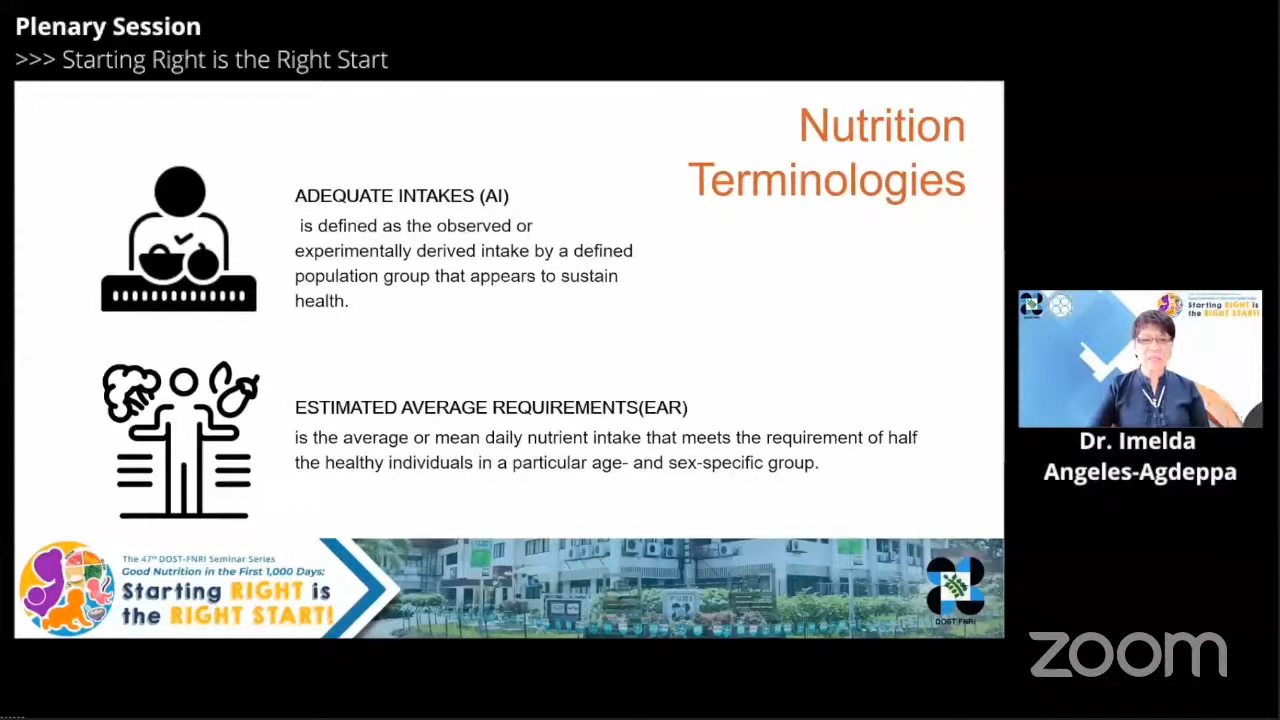 Plenary Session
>>> Starting Right is the Right Start
Nutrition
Terminologies
ADEQUATE INTAKES (AI)
is defined as the observed or
experimentally derived intake by a defined
population group that appears to sustain
health.
ESTIMATED AVERAGE REQUIREMENTS(EAR)
is the average or mean daily nutrient intake that meets the requirement of half
the healthy individuals in a particular age- and sex-specific group.
The 47th DOST-FNRI Seminar Series
Good Nutrition in the First 1,000 Days:
Starting RIGHT is
the RIGHT START!
DOST-FNRI
Starting RIGHT is
the RIGHT START!
Dr. Imelda
Angeles-Agdeppa
zoom